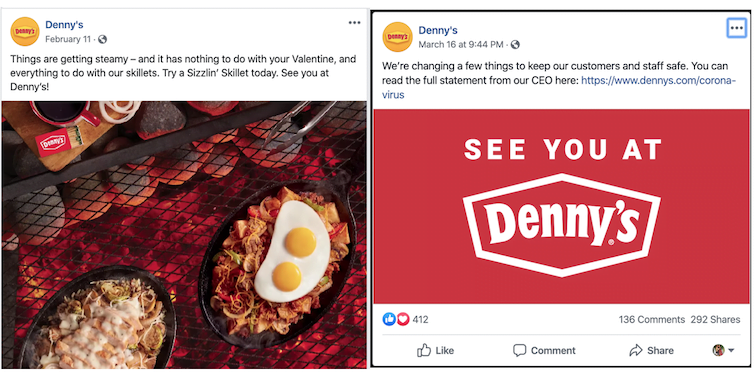 Denny's
Denny's
February 11 ·
Things are getting steamy – and it has nothing to do with your Valentine, and
everything to do with our skillets. Try a Sizzlin' Skillet today. See you at
Denny's!
Denny's
Denny's
Denny's
March 16 at 9:44 PM ·
We're changing a few things to keep our customers and staff safe. You can
read the full statement from our CEO here: https://www.dennys.com/corona-
virus
SEE YOU AT
Denny's
412
136 Comments 292 Shares
Like
Comment
Share